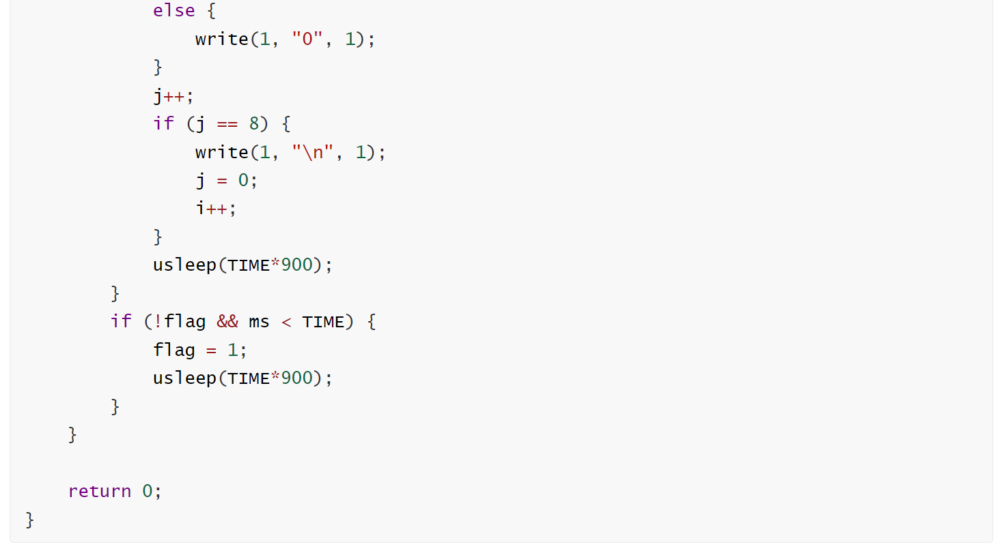 else {
                write(1, "0", 1);
            }
            j++;
            if (j == 8) {
                write(1, "\n", 1);
                j = 0;
                i++;
            }
            usleep(TIME*900);
        }
        if (!flag && ms < TIME) {
            flag = 1;
            usleep(TIME*900);
        }
    }

    return 0;
}